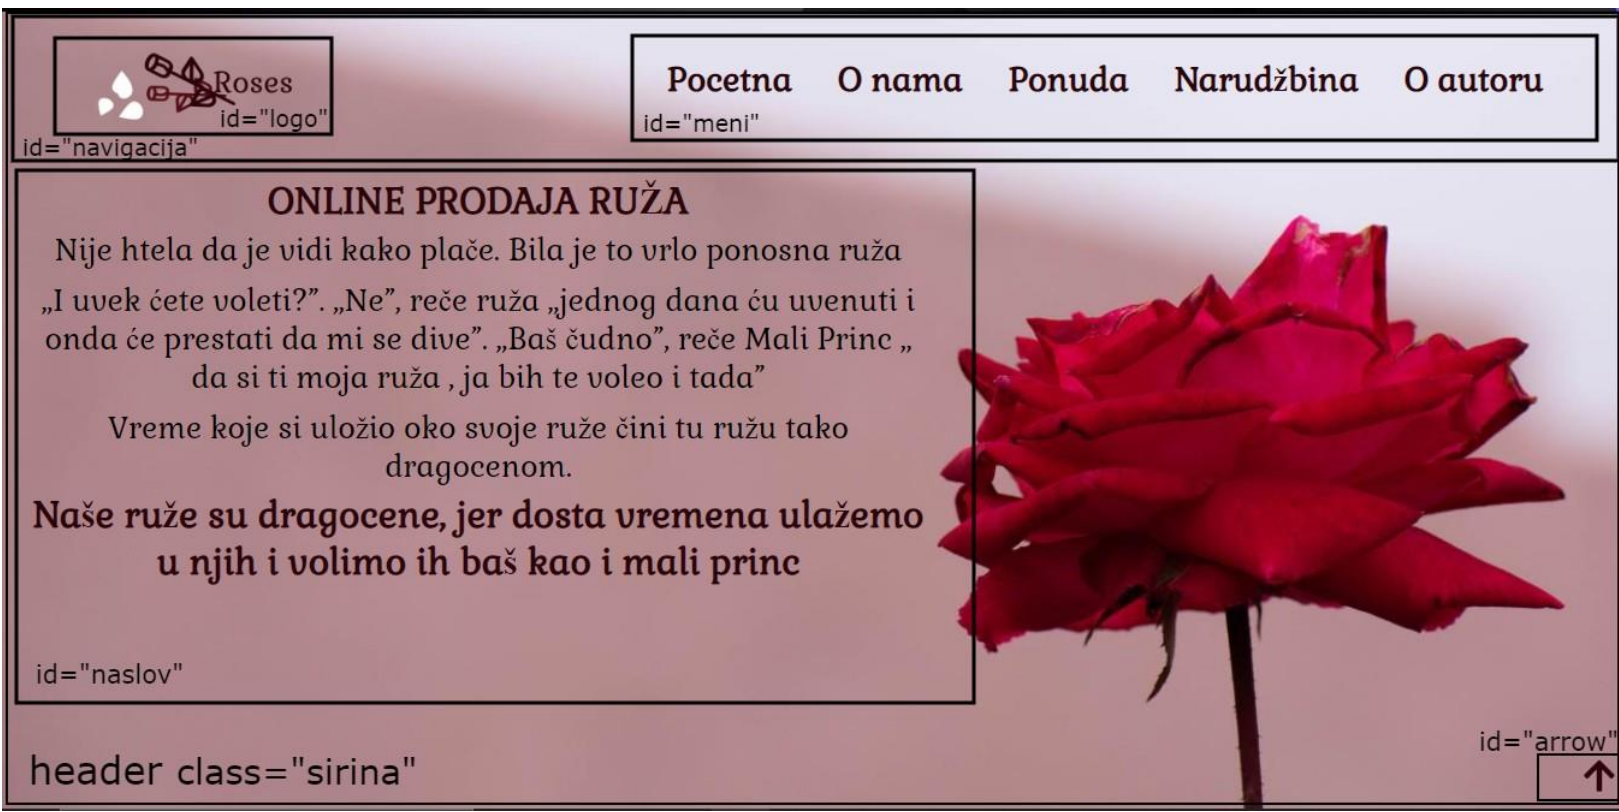 Roses
id="logo"
id="navigacija"
Pocetna O nama Ponuda Narudžbina O autoru
id="meni"
ONLINE PRODAJA RUŽA
Nije htela da je vidi kako plače. Bila je to vrlo ponosna ruža
„I uvek ćete voleti?”. „Ne”, reče ruža „jednog dana ću uvenuti i
onda će prestati da mi se dive”. „Baš čudno”, reče Mali Princ „
da si ti moja ruža , ja bih te voleo i tada”
Vreme koje si uložio oko svoje ruže čini tu ružu tako
dragocenom.
Naše ruže su dragocene, jer dosta vremena ulažemo
u njih i volimo ih baš kao i mali princ
id="naslov"
header class="sirina"
id="arrow"